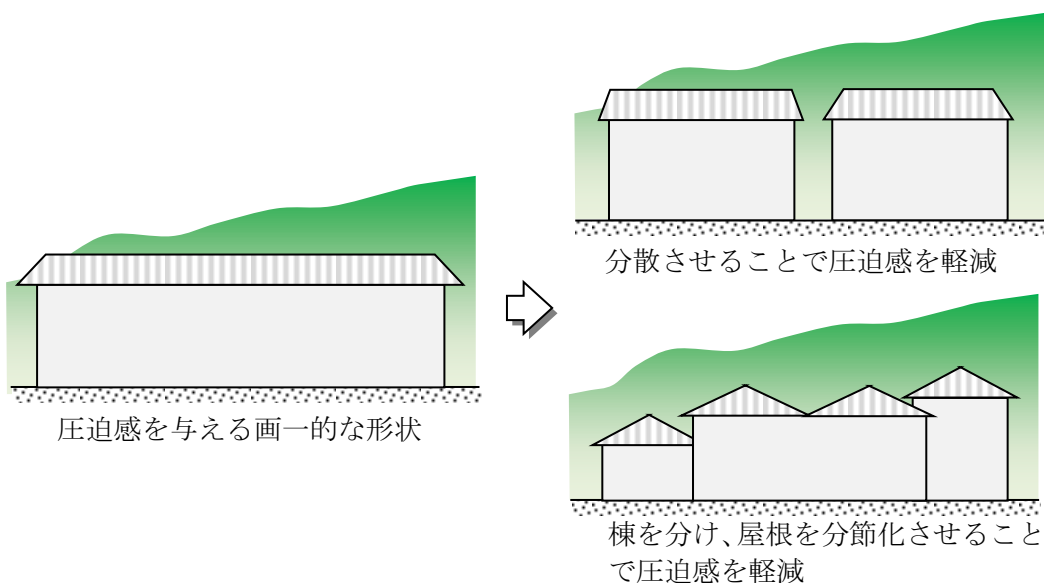 圧迫感を与える画一的な形状
分散させることで圧迫感を軽減
棟を分け、屋根を分節化させること
で圧迫感を軽減